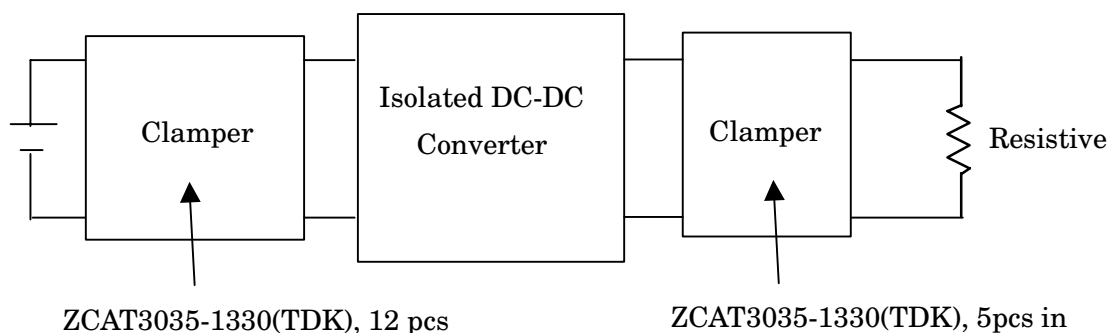 Isolated DC-DC
Converter
Clamper
Clamper
Resistive
ZCAT3035-1330(TDK), 12 pcs
ZCAT3035-1330(TDK), 5pcs in